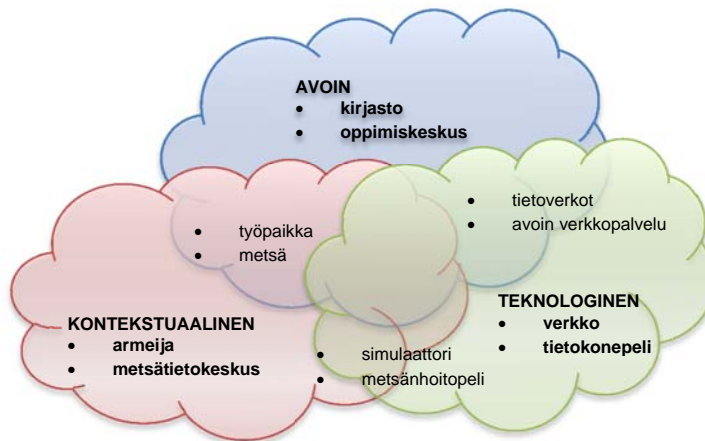 AVOIN
• kirjasto
• oppimiskeskus
• tietoverkot
• avoin verkkopalvelu
• työpaikka
• metsä
KONTEKSTUAALINEN
• armeija
• metsätietokeskus
TEKNOLOGINEN
• verkko
• tietokonepeli
• simulaattori
• metsänhoitopeli